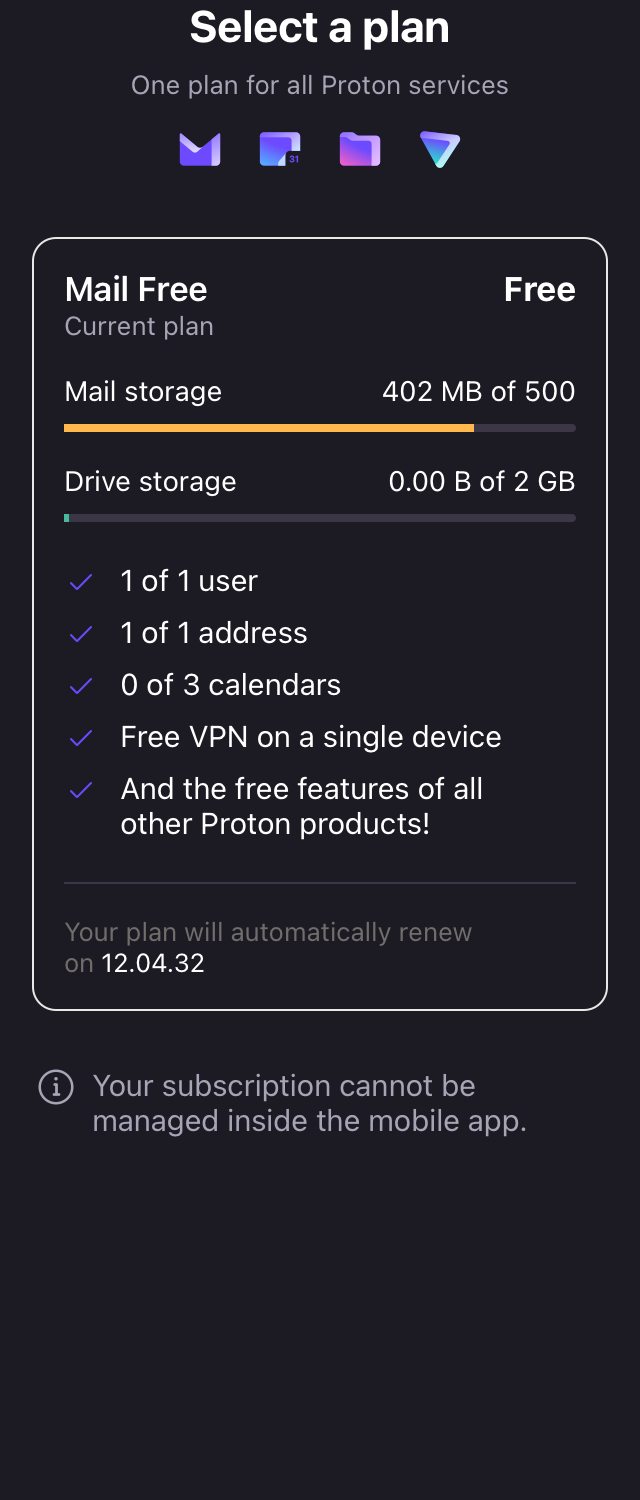 Select a plan
One plan for all Proton services
31
Mail Free Free
Current plan
Mail storage 402 MB of 500
Drive storage 0.00 B of 2 GB
1 of 1 user
1 of 1 address
0 of 3 calendars
Free VPN on a single device
And the free features of all
other Proton products!
Your plan will automatically renew
on 12.04.32
Your subscription cannot be
managed inside the mobile app.